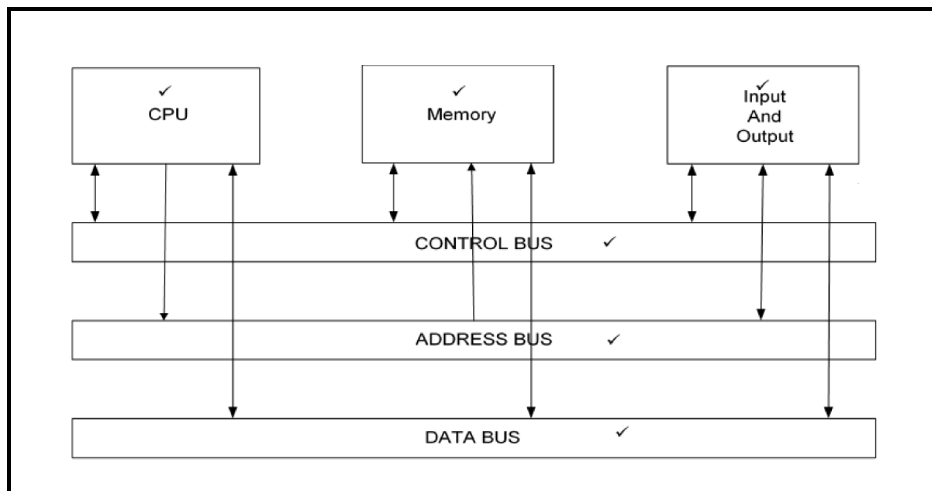 ✓
CPU
✓
Memory
✓
Input
And
Output
CONTROL BUS ✓
ADDRESS BUS ✓
DATA BUS ✓